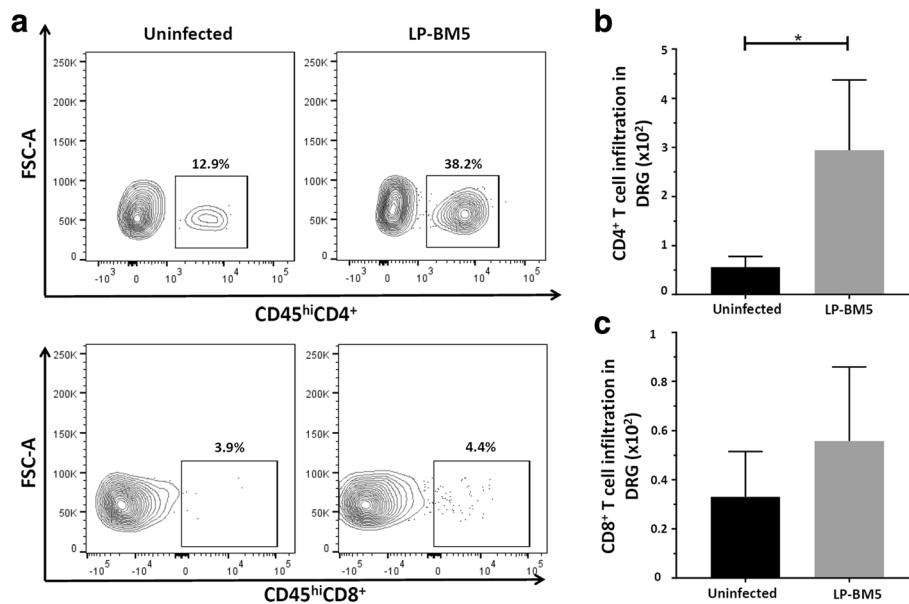 a
Uninfected
LP-BM5
FSC-A
250K
200K
150K
100K
50K
0
12.9%
-10³ 0 10³ 10⁴ 10⁵
250K
200K
150K
100K
50K
0
38.2%
-10³ 0 10³ 10⁴ 10⁵
CD45ʰⁱCD4⁺
FSC-A
250K
200K
150K
100K
50K
0
3.9%
-10⁵ -10⁴ 0 10⁴ 10⁵
250K
200K
150K
100K
50K
0
4.4%
-10⁵ -10⁴ 0 10⁴ 10⁵
CD45ʰⁱCD8⁺
b
CD4⁺ T cell infiltration in
DRG (x10²)
5
4
3
2
1
0
*
Uninfected LP-BM5
c
CD8⁺ T cell infiltration in
DRG (x10²)
1
0.8
0.6
0.4
0.2
0
Uninfected LP-BM5